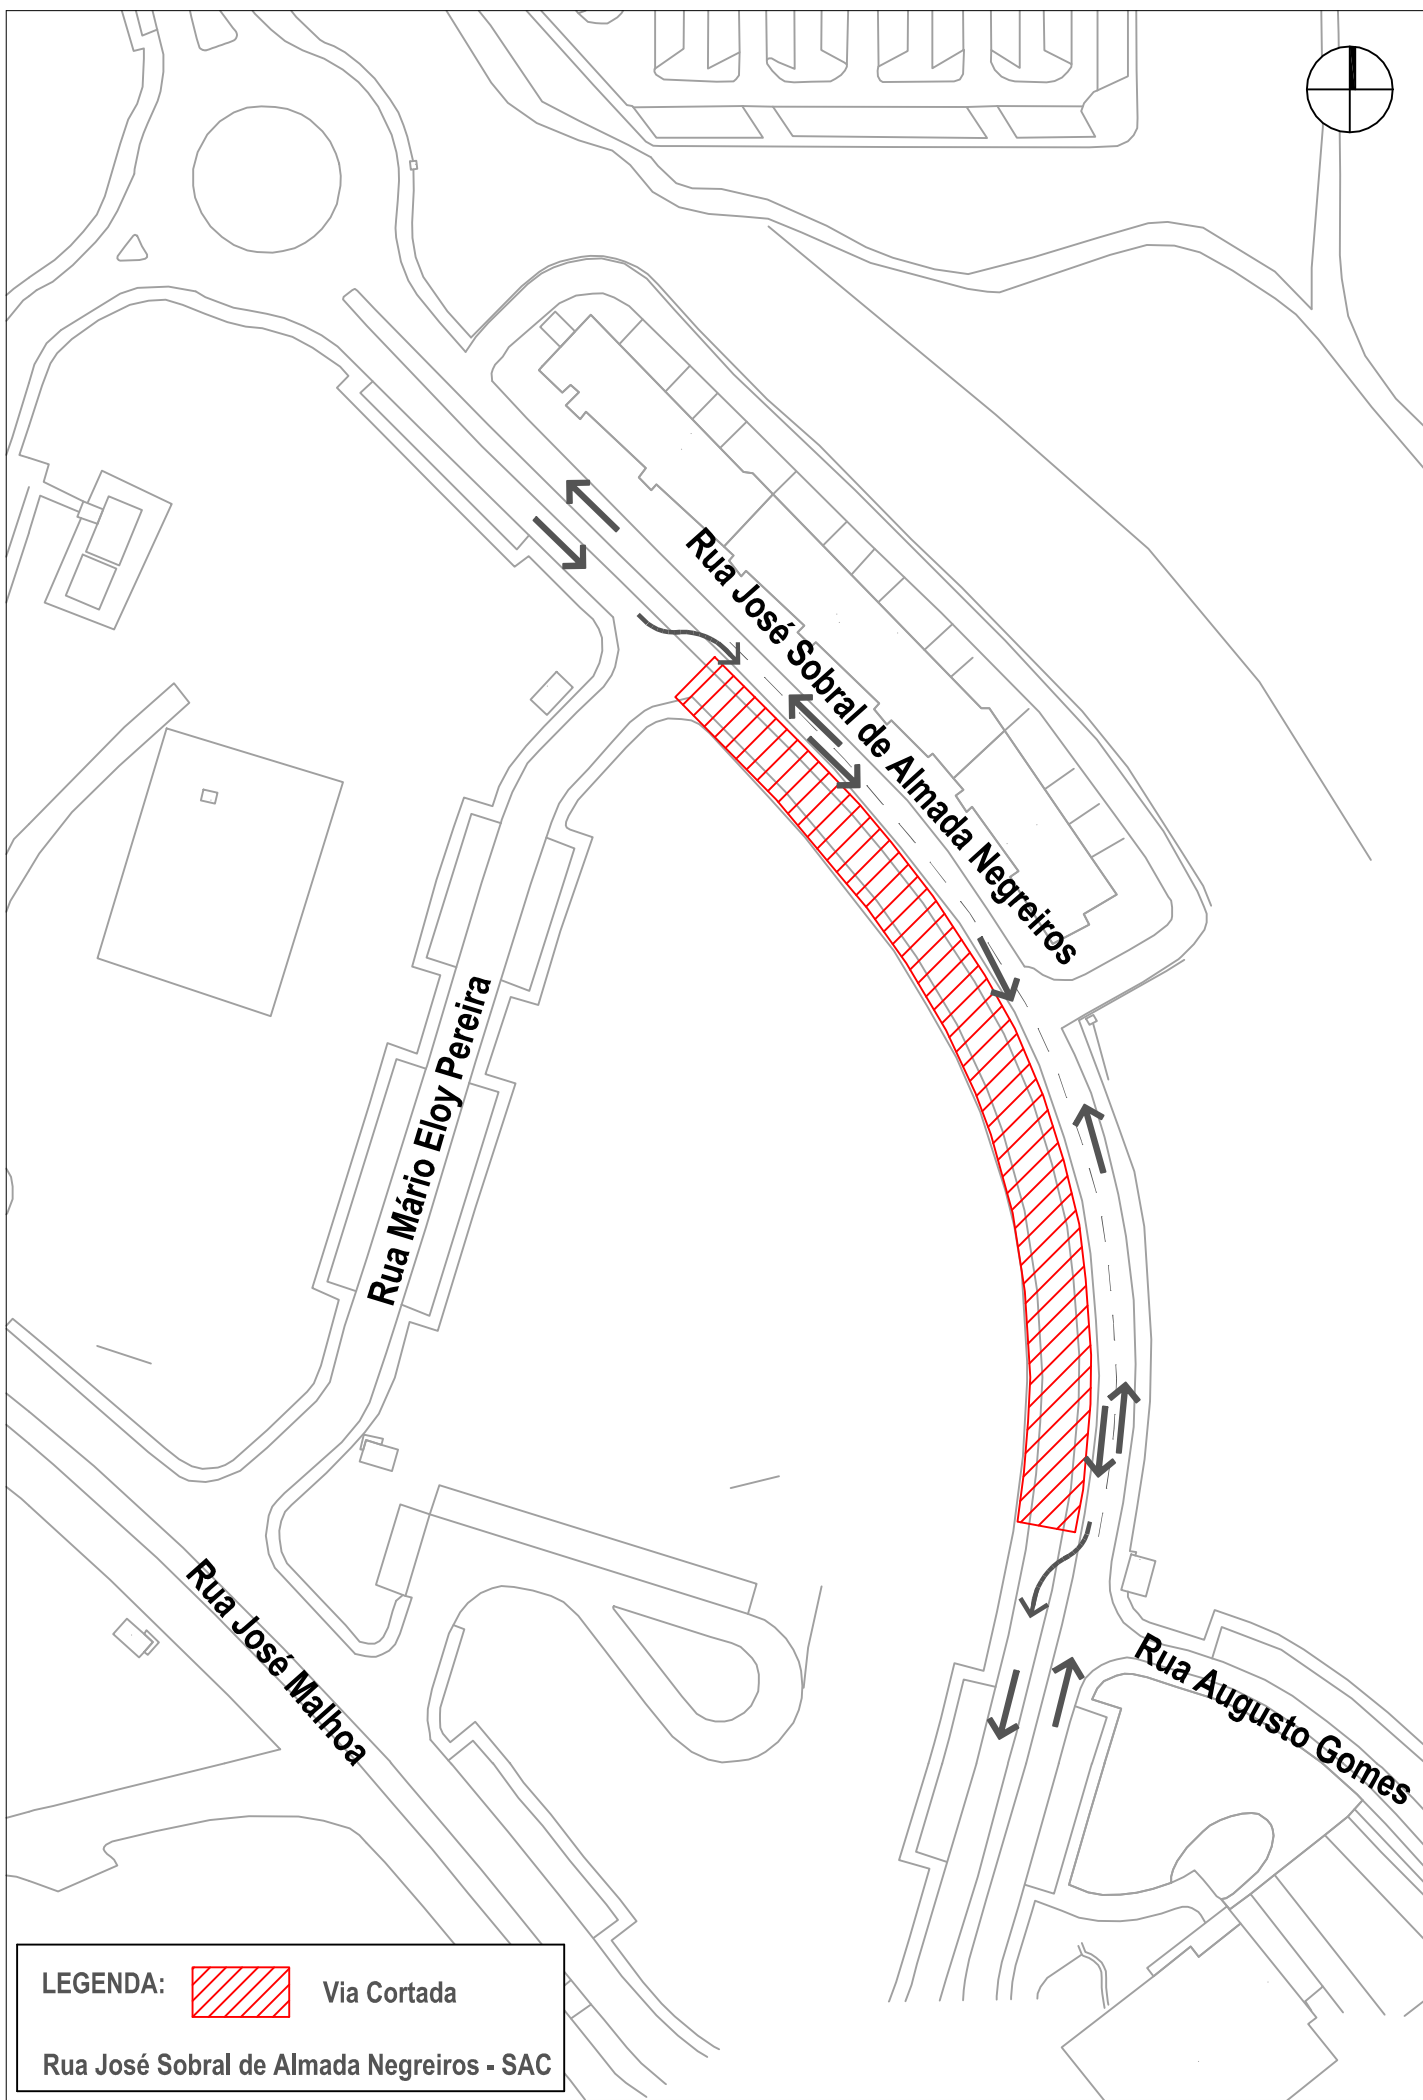 Rua José Sobral de Almada Negreiros
Rua Mário Eloy Pereira
Rua José Malhoa
Rua Augusto Gomes
LEGENDA:
Via Cortada
Rua José Sobral de Almada Negreiros - SAC